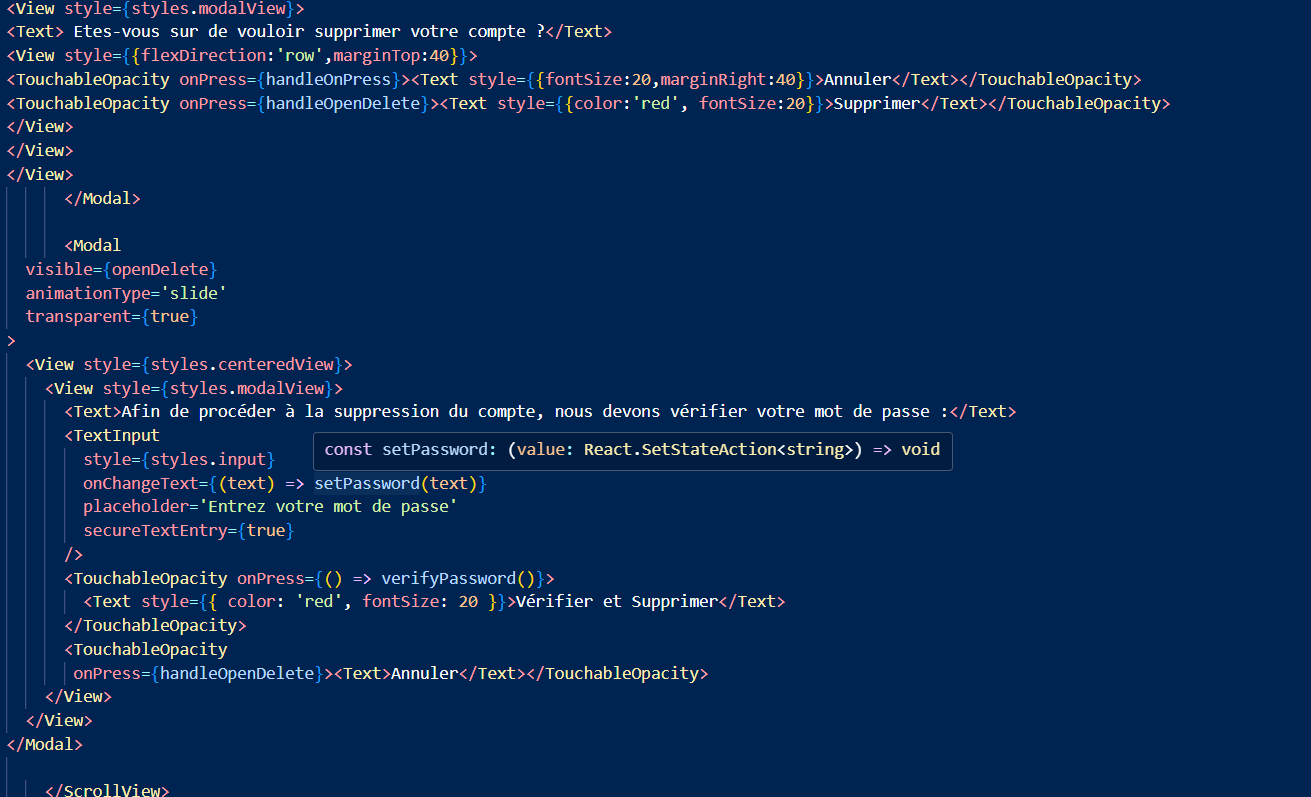 <View style={styles.modalView}>
<Text> Etes-vous sur de vouloir supprimer votre compte ?</Text>
<View style={{flexDirection:'row',marginTop:40}}>
<TouchableOpacity onPress={handleOnPress}><Text style={{fontSize:20,marginRight:40}}>Annuler</Text></TouchableOpacity>
<TouchableOpacity onPress={handleOpenDelete}><Text style={{color:'red', fontSize:20}}>Supprimer</Text></TouchableOpacity>
</View>
</View>
</View>
</Modal>
<Modal
visible={openDelete}
animationType='slide'
transparent={true}
>
<View style={styles.centeredView}>
<View style={styles.modalView}>
<Text>Afin de procéder à la suppression du compte, nous devons vérifier votre mot de passe :</Text>
<TextInput
const setPassword: (value: React.SetStateAction<string>) => void
style={styles.input}
onChangeText={(text) => setPassword(text)}
placeholder='Entrez votre mot de passe'
secureTextEntry={true}
/>
<TouchableOpacity onPress={() => verifyPassword()}>
<Text style={{ color: 'red', fontSize: 20 }}>Vérifier et Supprimer</Text>
</TouchableOpacity>
<TouchableOpacity
onPress={handleOpenDelete}><Text>Annuler</Text></TouchableOpacity>
</View>
</View>
</Modal>
</ScrollView>